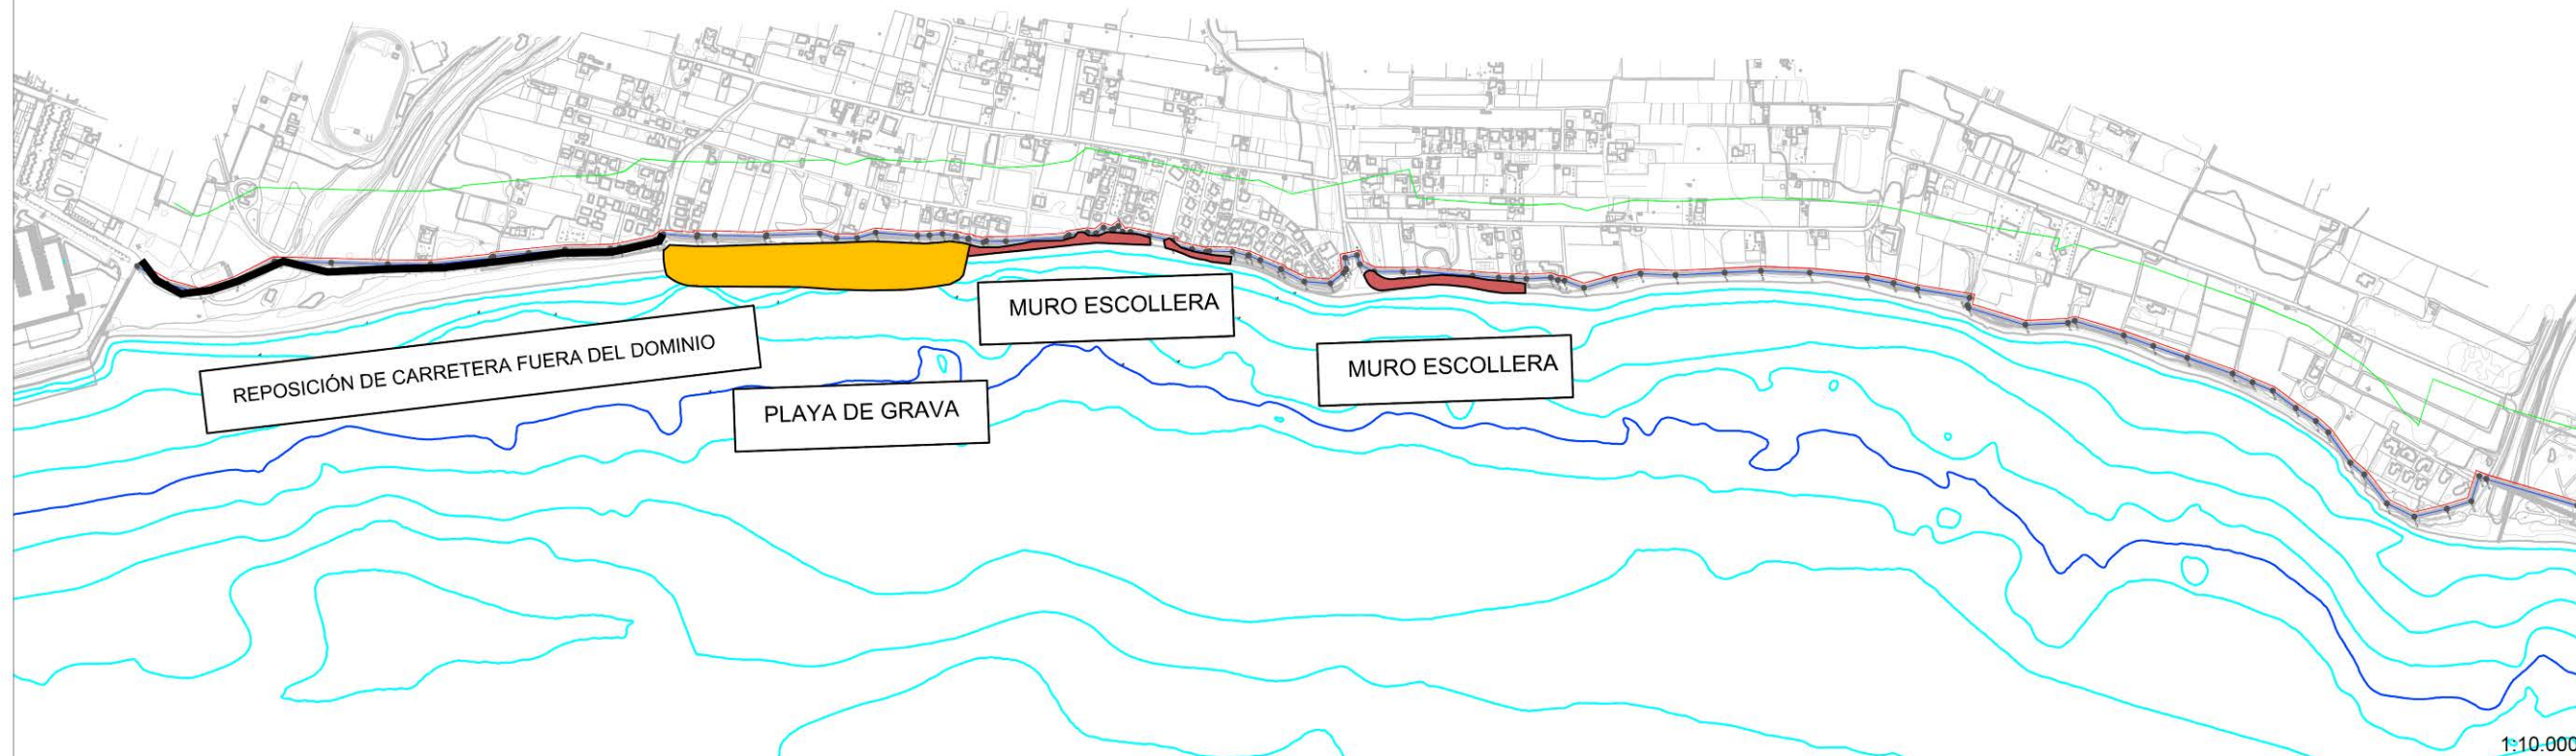 MURO ESCOLLERA
REPOSICIÓN DE CARRETERA FUERA DEL DOMINIO
MURO ESCOLLERA
PLAYA DE GRAVA
1:10.000